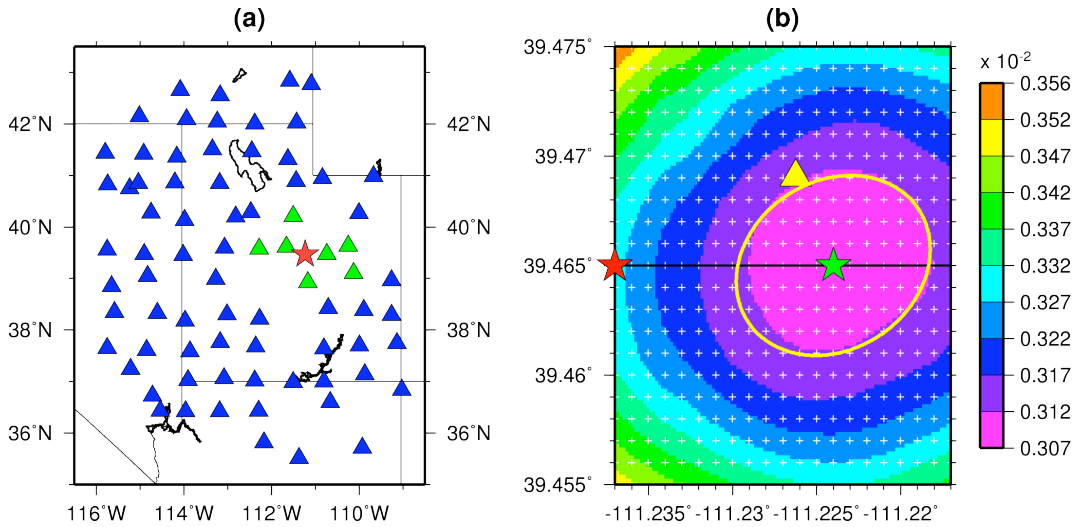 (a)
(b)
42°N
40°N
38°N
36°N
42°N
40°N
38°N
36°N
116°W 114°W 112°W 110°W
39.475°
39.47°
39.465°
39.46°
39.455°
-111.235° -111.23° -111.225° -111.22°
x 10-2
0.356
0.352
0.347
0.342
0.337
0.332
0.327
0.322
0.317
0.312
0.307